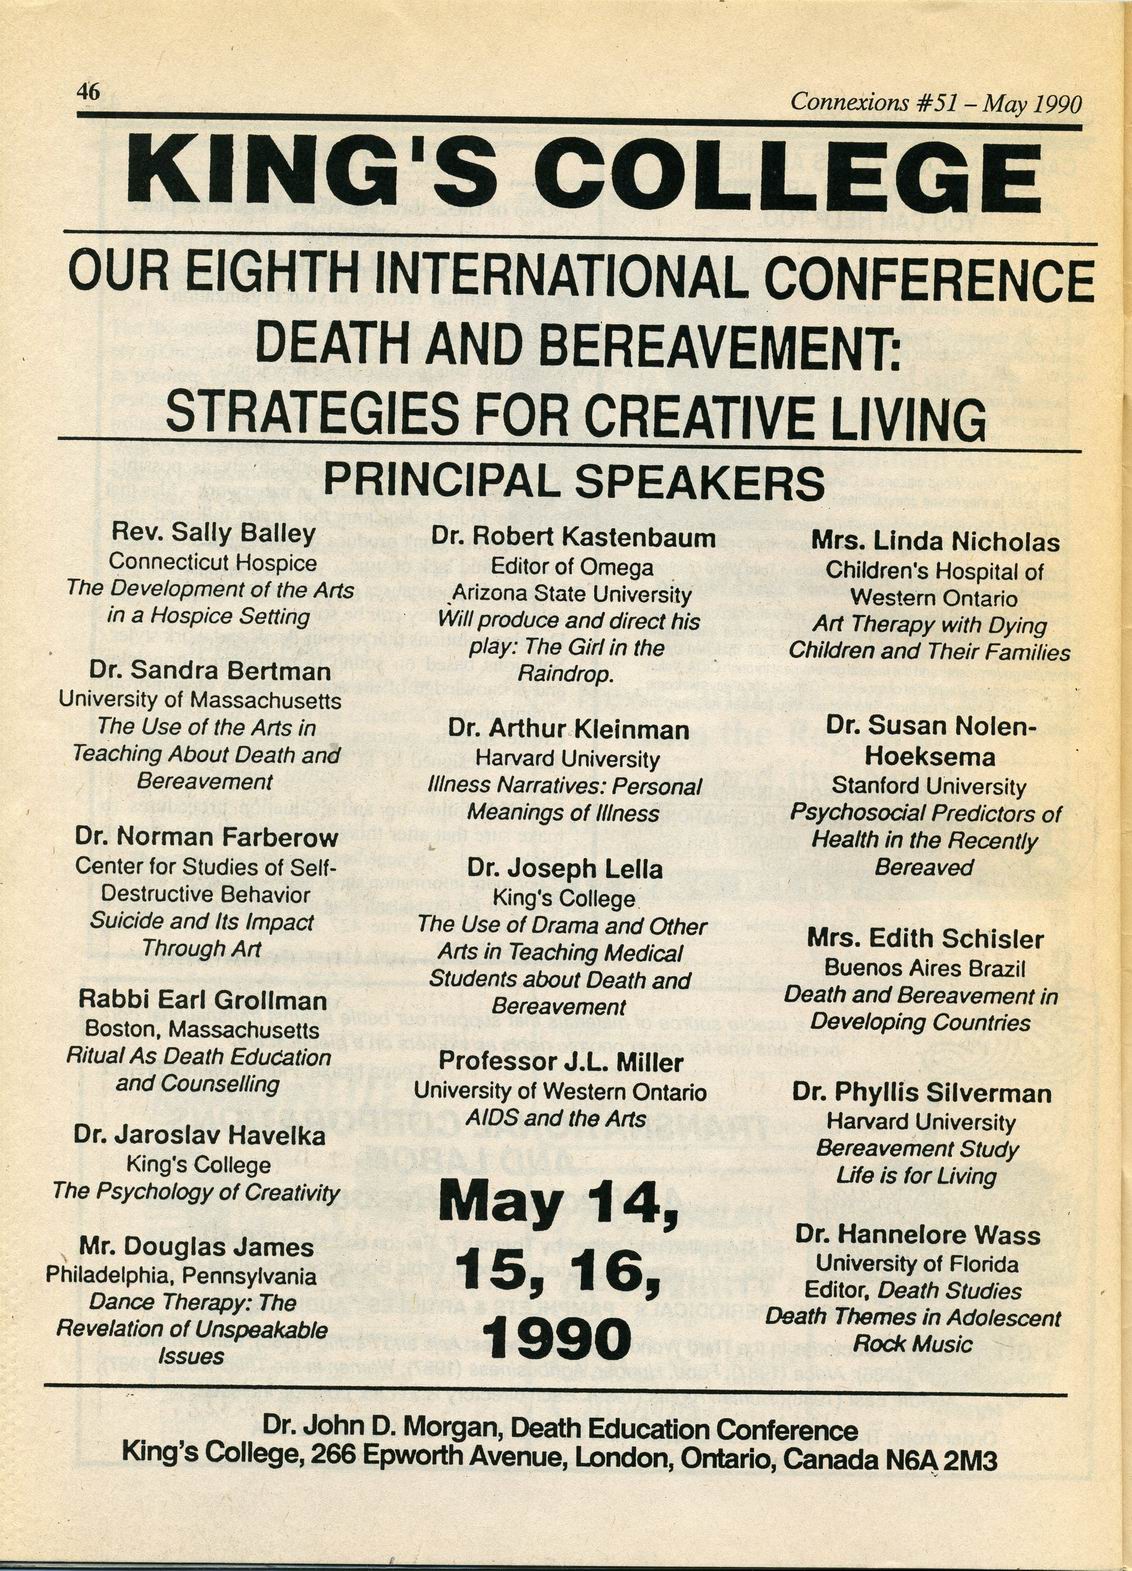 46
Connexions #51 – May 1990
KING'S COLLEGE
OUR EIGHTH INTERNATIONAL CONFERENCE
DEATH AND BEREAVEMENT:
STRATEGIES FOR CREATIVE LIVING
PRINCIPAL SPEAKERS
Rev. Sally Balley
Connecticut Hospice
The Development of the Arts
in a Hospice Setting
Dr. Sandra Bertman
University of Massachusetts
The Use of the Arts in
Teaching About Death and
Bereavement
Dr. Norman Farberow
Center for Studies of Self-
Destructive Behavior
Suicide and Its Impact
Through Art
Rabbi Earl Grollman
Boston, Massachusetts
Ritual As Death Education
and Counselling
Dr. Jaroslav Havelka
King's College
The Psychology of Creativity
Mr. Douglas James
Philadelphia, Pennsylvania
Dance Therapy: The
Revelation of Unspeakable
Issues
Dr. Robert Kastenbaum
Editor of Omega
Arizona State University
Will produce and direct his
play: The Girl in the
Raindrop.
Dr. Arthur Kleinman
Harvard University
Illness Narratives: Personal
Meanings of Illness
Dr. Joseph Lella
King's College
The Use of Drama and Other
Arts in Teaching Medical
Students about Death and
Bereavement
Professor J.L. Miller
University of Western Ontario
AIDS and the Arts
May 14,
15, 16,
1990
Mrs. Linda Nicholas
Children's Hospital of
Western Ontario
Art Therapy with Dying
Children and Their Families
Dr. Susan Nolen-
Hoeksema
Stanford University
Psychosocial Predictors of
Health in the Recently
Bereaved
Mrs. Edith Schisler
Buenos Aires Brazil
Death and Bereavement in
Developing Countries
Dr. Phyllis Silverman
Harvard University
Bereavement Study
Life is for Living
Dr. Hannelore Wass
University of Florida
Editor, Death Studies
Death Themes in Adolescent
Rock Music
Dr. John D. Morgan, Death Education Conference
King's College, 266 Epworth Avenue, London, Ontario, Canada N6A 2M3